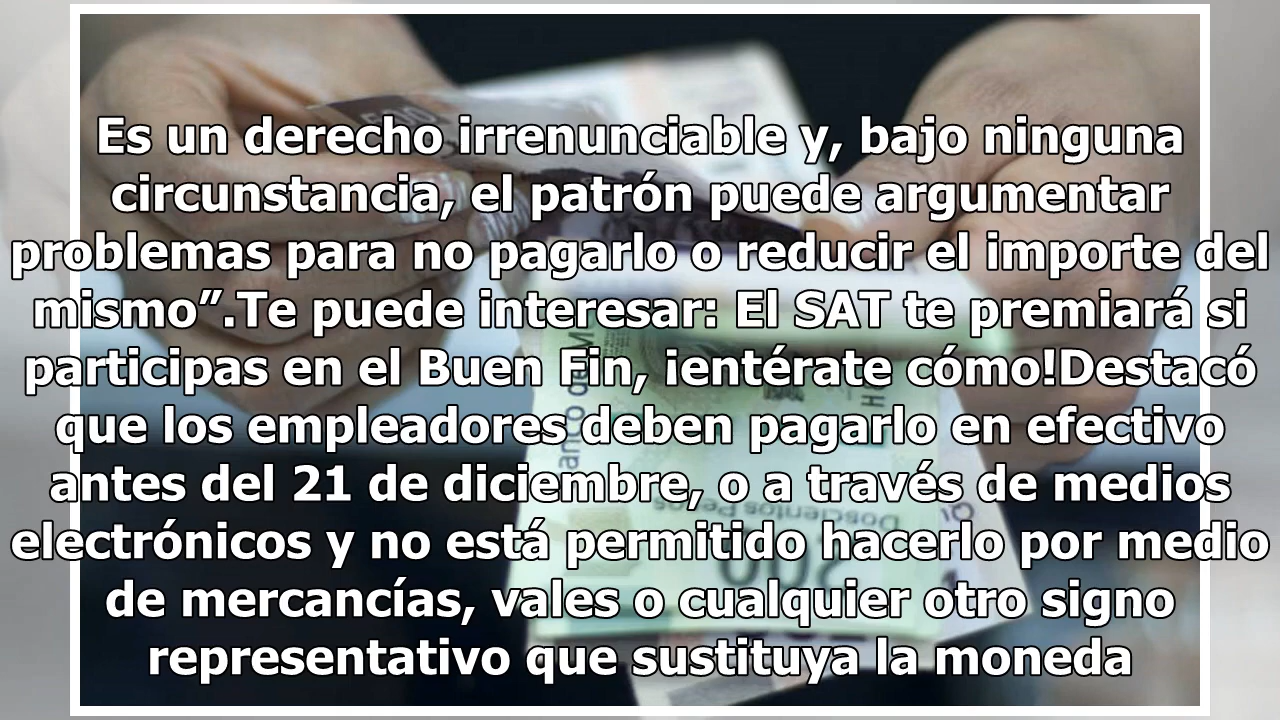 Es un derecho irrenunciable y, bajo ninguna
circunstancia, el patrón puede argumentar
problemas para no pagarlo o reducir el importe del
mismo”.Te puede interesar: El SAT te premiará si
participas en el Buen Fin, ¡entérate cómo!Destacó
que los empleadores deben pagarlo en efectivo
antes del 21 de diciembre, o a través de medios
electrónicos y no está permitido hacerlo por medio
de mercancías, vales o cualquier otro signo
representativo que sustituya la moneda
Doscientos Pesos
200